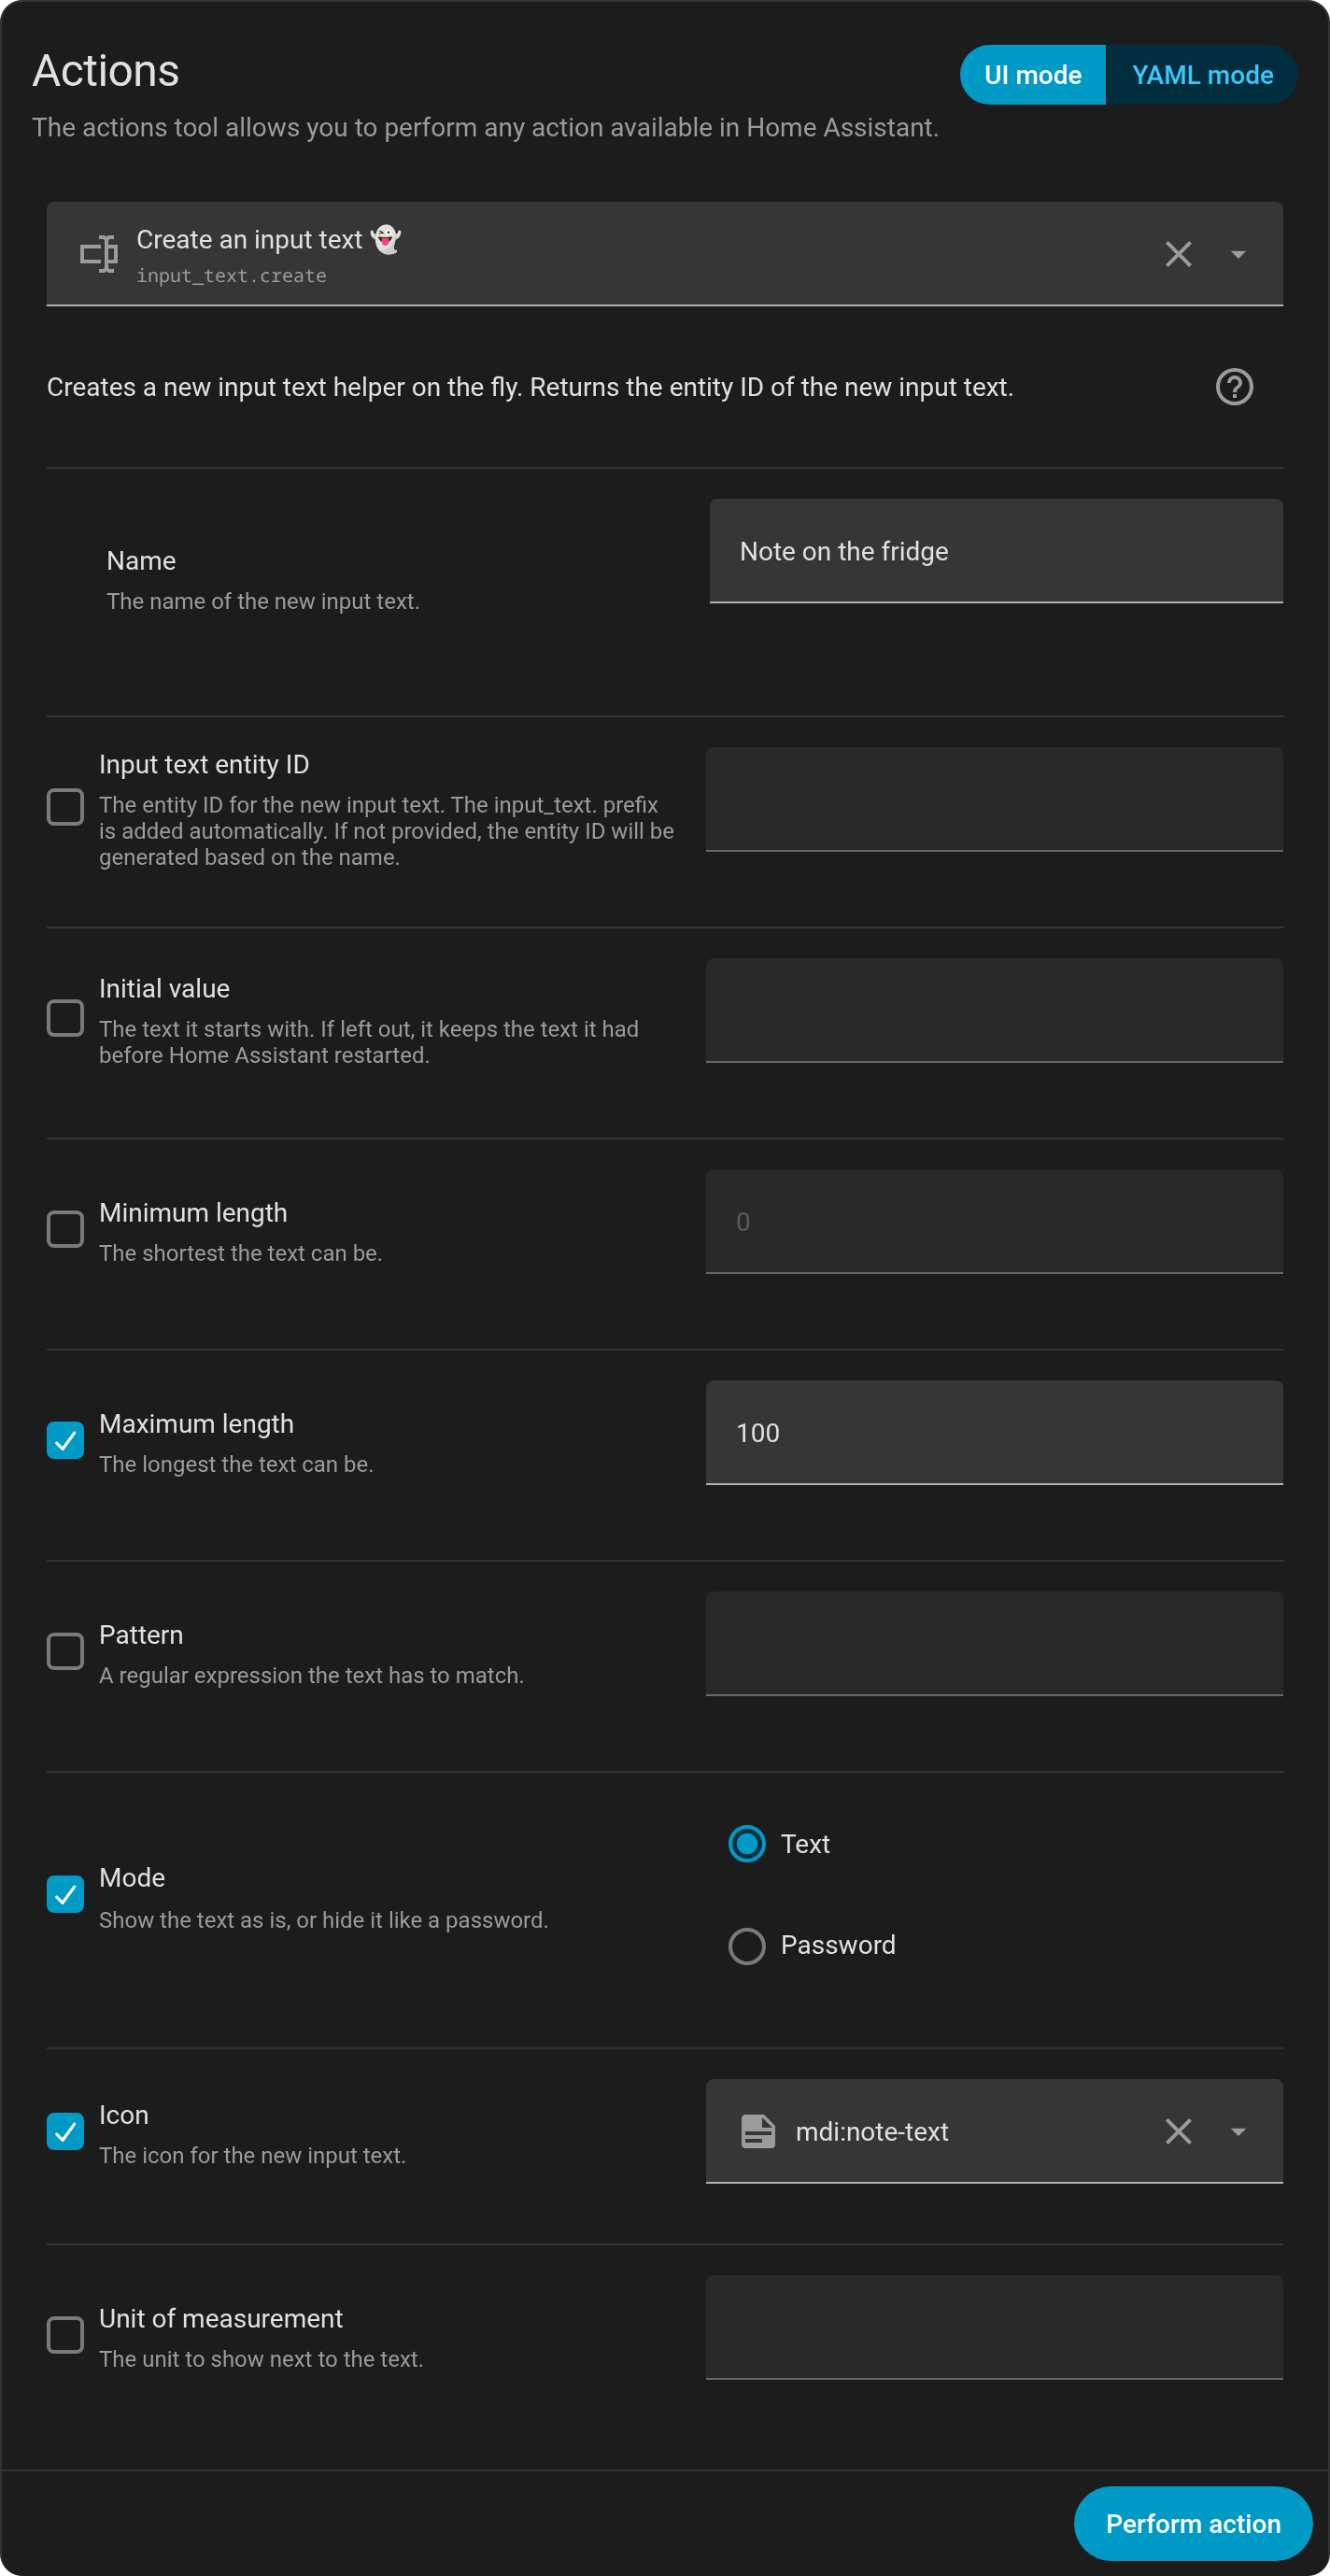 Actions
UI mode
YAML mode
The actions tool allows you to perform any action available in Home Assistant.
Create an input text 👻
input_text.create
Creates a new input text helper on the fly. Returns the entity ID of the new input text.
Name
The name of the new input text.
Note on the fridge
Input text entity ID
The entity ID for the new input text. The input_text. prefix
is added automatically. If not provided, the entity ID will be
generated based on the name.
Initial value
The text it starts with. If left out, it keeps the text it had
before Home Assistant restarted.
Minimum length
The shortest the text can be.
0
Maximum length
The longest the text can be.
100
Pattern
A regular expression the text has to match.
Mode
Show the text as is, or hide it like a password.
Text
Password
Icon
The icon for the new input text.
mdi:note-text
Unit of measurement
The unit to show next to the text.
Perform action